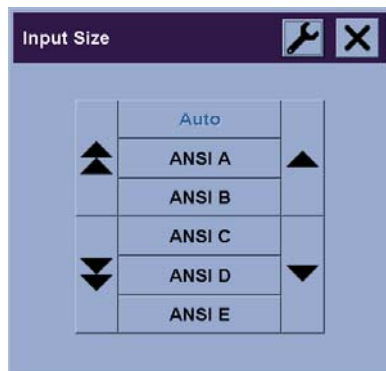 Input Size
Auto
ANSI A
ANSI B
ANSI C
ANSI D
ANSI E